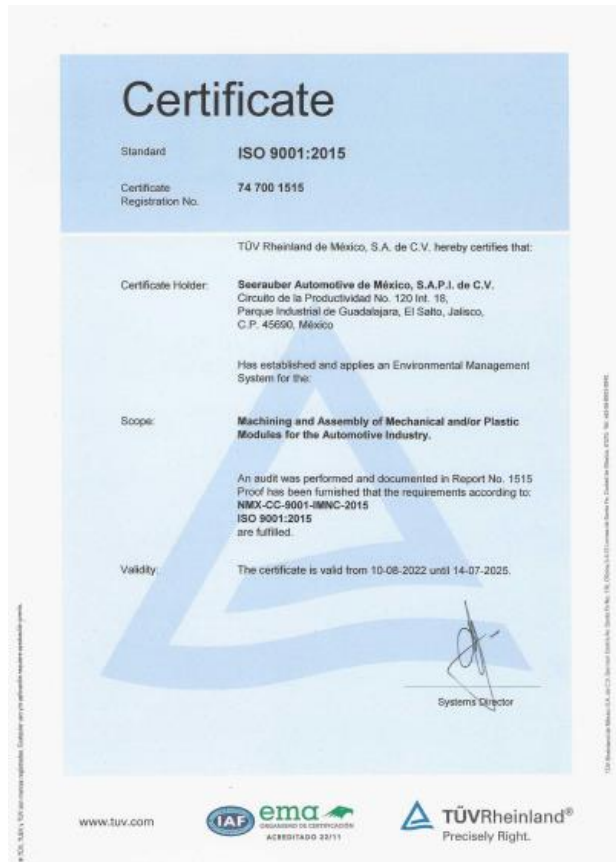 Certificate
Standard ISO 9001:2015
Certificate Registration No. 74 700 1515
TÜV Rheinland de México, S.A. de C.V. hereby certifies that:
Certificate Holder: Seerauber Automotive de México, S.A.P.I. de C.V.
Circuito de la Productividad No. 120 Int. 18,
Parque Industrial de Guadalajara, El Salto, Jalisco,
C.P. 45690, México
Has established and applies an Environmental Management
System for the:
Scope: Machining and Assembly of Mechanical and/or Plastic
Modules for the Automotive Industry.
An audit was performed and documented in Report No. 1515
Proof has been furnished that the requirements according to:
NMX-CC-9001-IMNC-2015
ISO 9001:2015
are fulfilled.
Validity: The certificate is valid from 10-08-2022 until 14-07-2025.
Systems Director
www.tuv.com
IAF
ema
ORGANISMO DE CERTIFICACIÓN
ACREDITADO 22/11
TÜVRheinland®
Precisely Right.